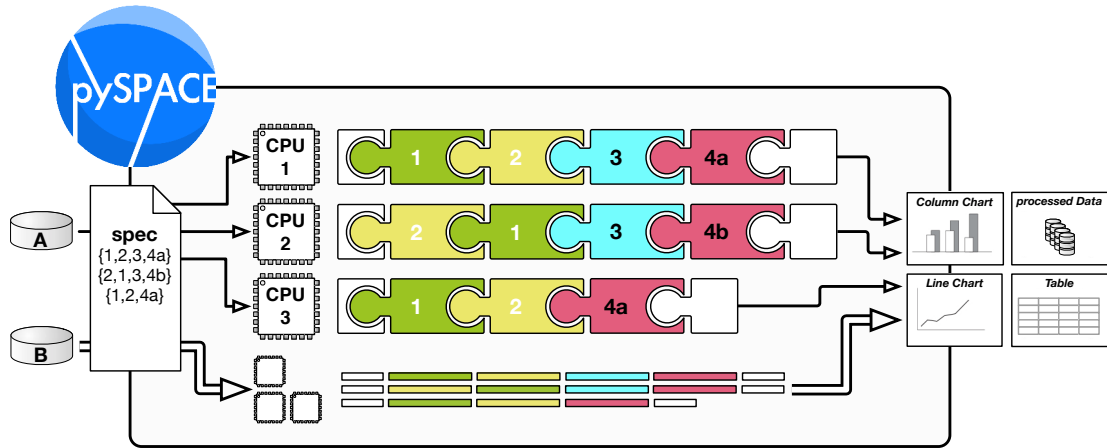 pySPACE
A
B
spec
{1,2,3,4a}
{2,1,3,4b}
{1,2,4a}
CPU
1
1 2 3 4a
CPU
2
2 1 3 4b
CPU
3
1 2 4a
Column Chart
processed Data
Line Chart
Table